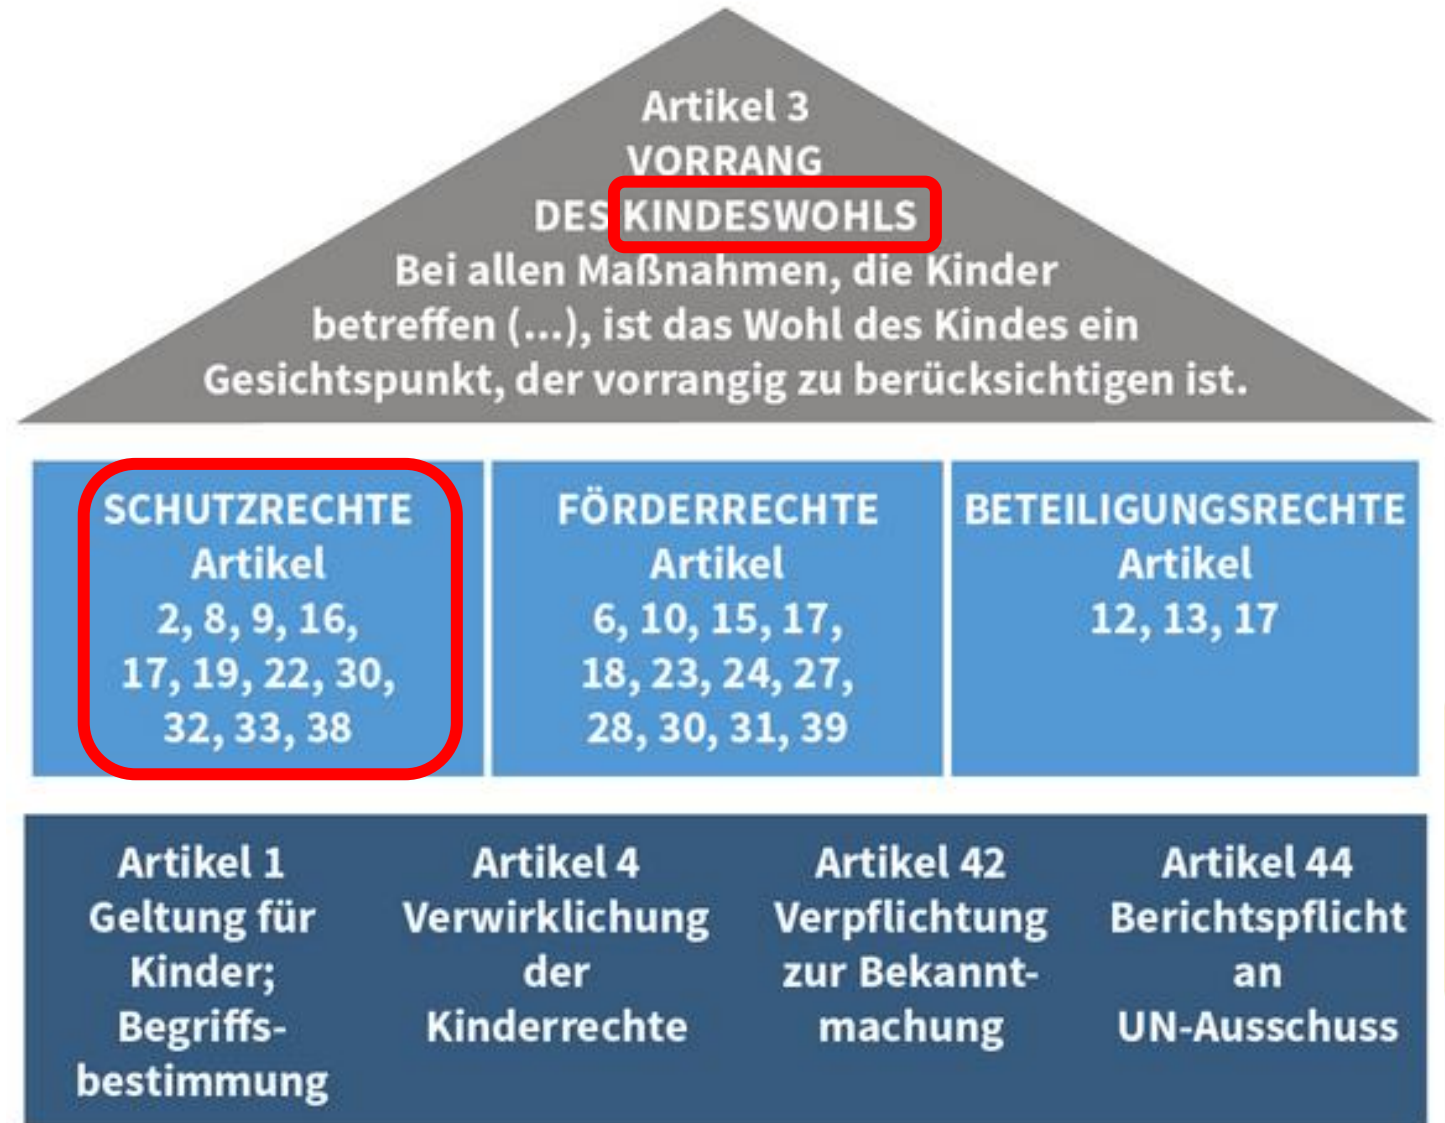 Artikel 3
VORRANG
DES KINDESWOHLS
Bei allen Maßnahmen, die Kinder
betreffen (...), ist das Wohl des Kindes ein
Gesichtspunkt, der vorrangig zu berücksichtigen ist.
SCHUTZRECHTE
Artikel
2, 8, 9, 16,
17, 19, 22, 30,
32, 33, 38
FÖRDERRECHTE
Artikel
6, 10, 15, 17,
18, 23, 24, 27,
28, 30, 31, 39
BETEILIGUNGSRECHTE
Artikel
12, 13, 17
Artikel 1
Geltung für
Kinder;
Begriffs-
bestimmung
Artikel 4
Verwirklichung
der
Kinderrechte
Artikel 42
Verpflichtung
zur Bekannt-
machung
Artikel 44
Berichtspflicht
an
UN-Ausschuss